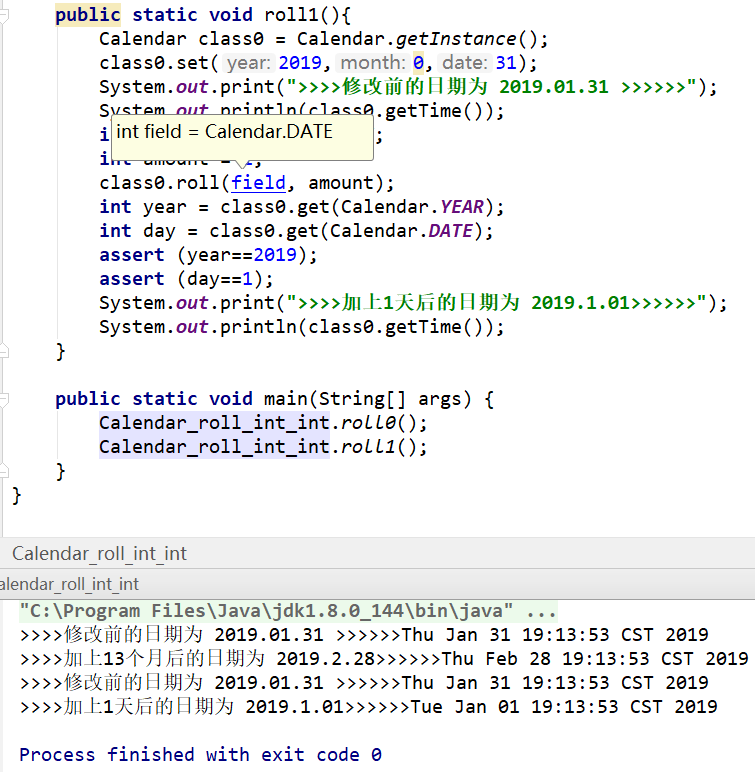 public static void roll1(){
Calendar class0 = Calendar.getInstance();
class0.set( year: 2019, month: 0, date: 31);
System.out.print(">>>>修改前的日期为 2019.01.31 >>>>>>");
System.out.println(class0.getTime());
int field = Calendar.DATE
;
class0.roll(field, amount);
int year = class0.get(Calendar.YEAR);
int day = class0.get(Calendar.DATE);
assert (year==2019);
assert (day==1);
System.out.print(">>>>加上1天后的日期为 2019.1.01>>>>>>");
System.out.println(class0.getTime());
}
public static void main(String[] args) {
Calendar_roll_int_int.roll0();
Calendar_roll_int_int.roll1();
}
}
Calendar_roll_int_int
alendar_roll_int_int
"C:\Program Files\Java\jdk1.8.0_144\bin\java" ...
>>>>修改前的日期为 2019.01.31 >>>>>>Thu Jan 31 19:13:53 CST 2019
>>>>加上13个月后的日期为 2019.2.28>>>>>>Thu Feb 28 19:13:53 CST 2019
>>>>修改前的日期为 2019.01.31 >>>>>>Thu Jan 31 19:13:53 CST 2019
>>>>加上1天后的日期为 2019.1.01>>>>>>Tue Jan 01 19:13:53 CST 2019
Process finished with exit code 0